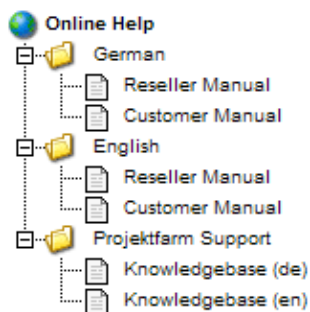 Online Help
German
Reseller Manual
Customer Manual
English
Reseller Manual
Customer Manual
Projektfarm Support
Knowledgebase (de)
Knowledgebase (en)